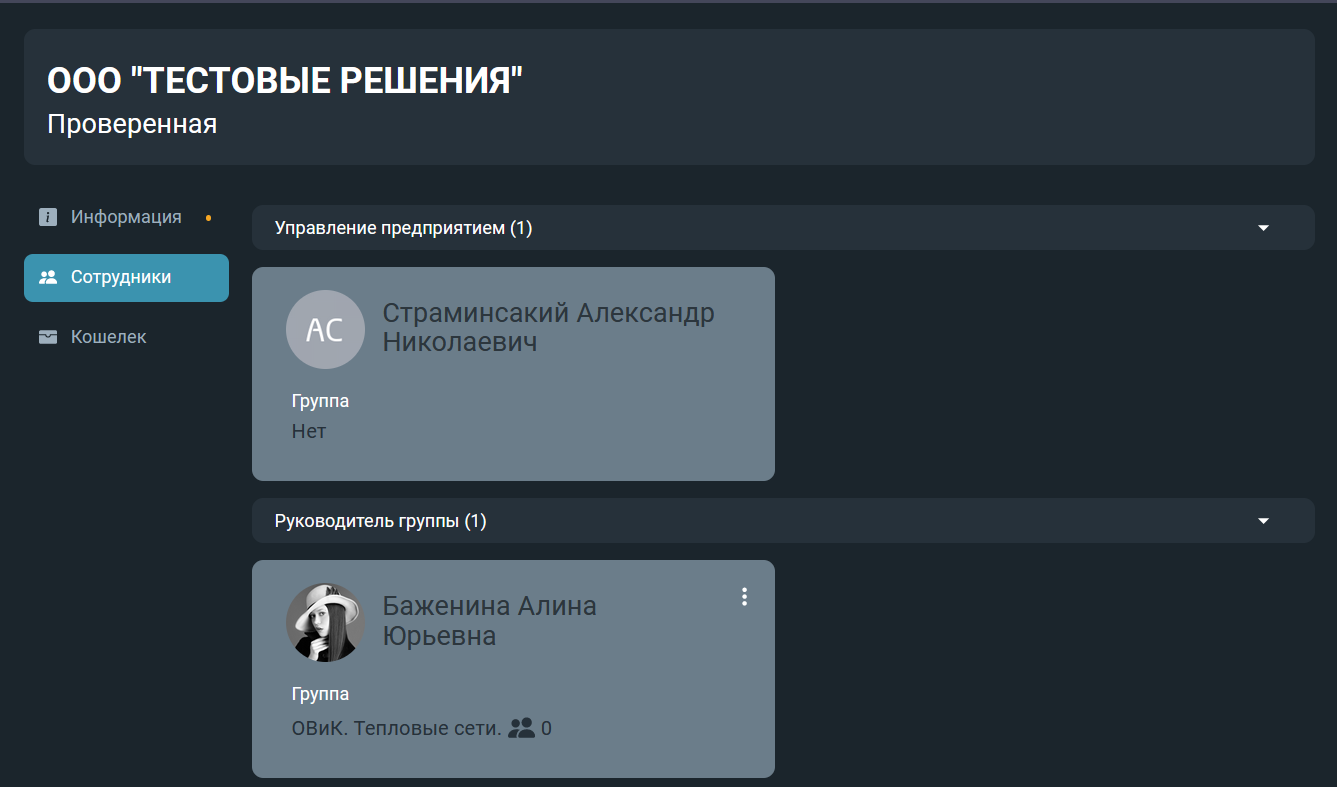 ООО "ТЕСТОВЫЕ РЕШЕНИЯ"
Проверенная
Информация
Сотрудники
Кошелек
Управление предприятием (1)
АС
Страминсакий Александр
Николаевич
Группа
Нет
Руководитель группы (1)
Баженина Алина
Юрьевна
Группа
ОВиК. Тепловые сети. 0